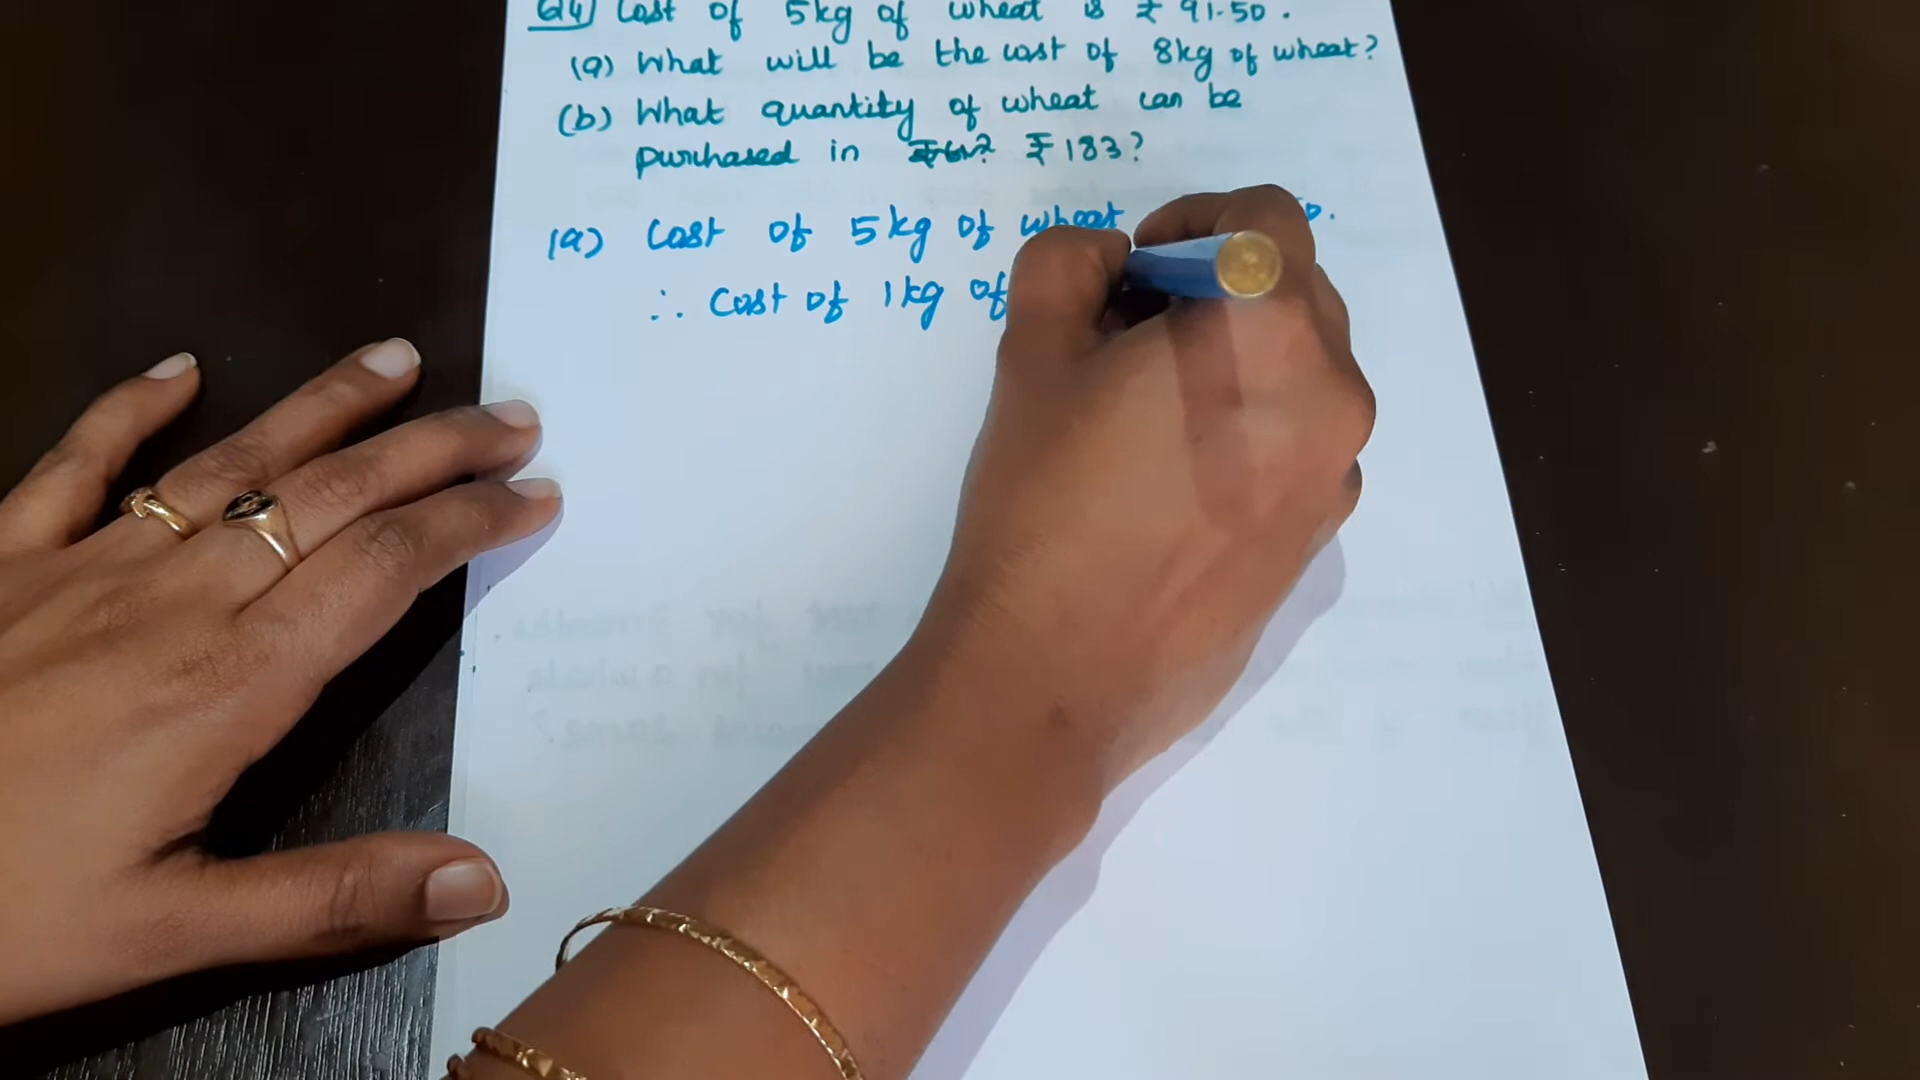 Q4) Cost of 5kg of wheat is ₹ 91.50.
(a) What will be the cost of 8kg of wheat?
(b) What quantity of wheat can be
purchased in ₹ 183?
(a) Cost of 5kg of wheat
∴ Cost of 1kg of